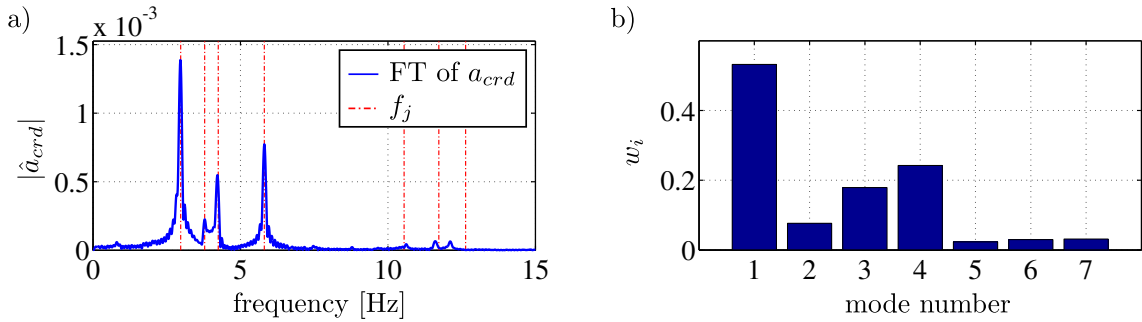 a)
x 10⁻³
1.5
1
0.5
0
|â_crd|
FT of a_crd
f_j
0 5 10 15
frequency [Hz]
b)
0.4
0.2
0
w_i
1 2 3 4 5 6 7
mode number